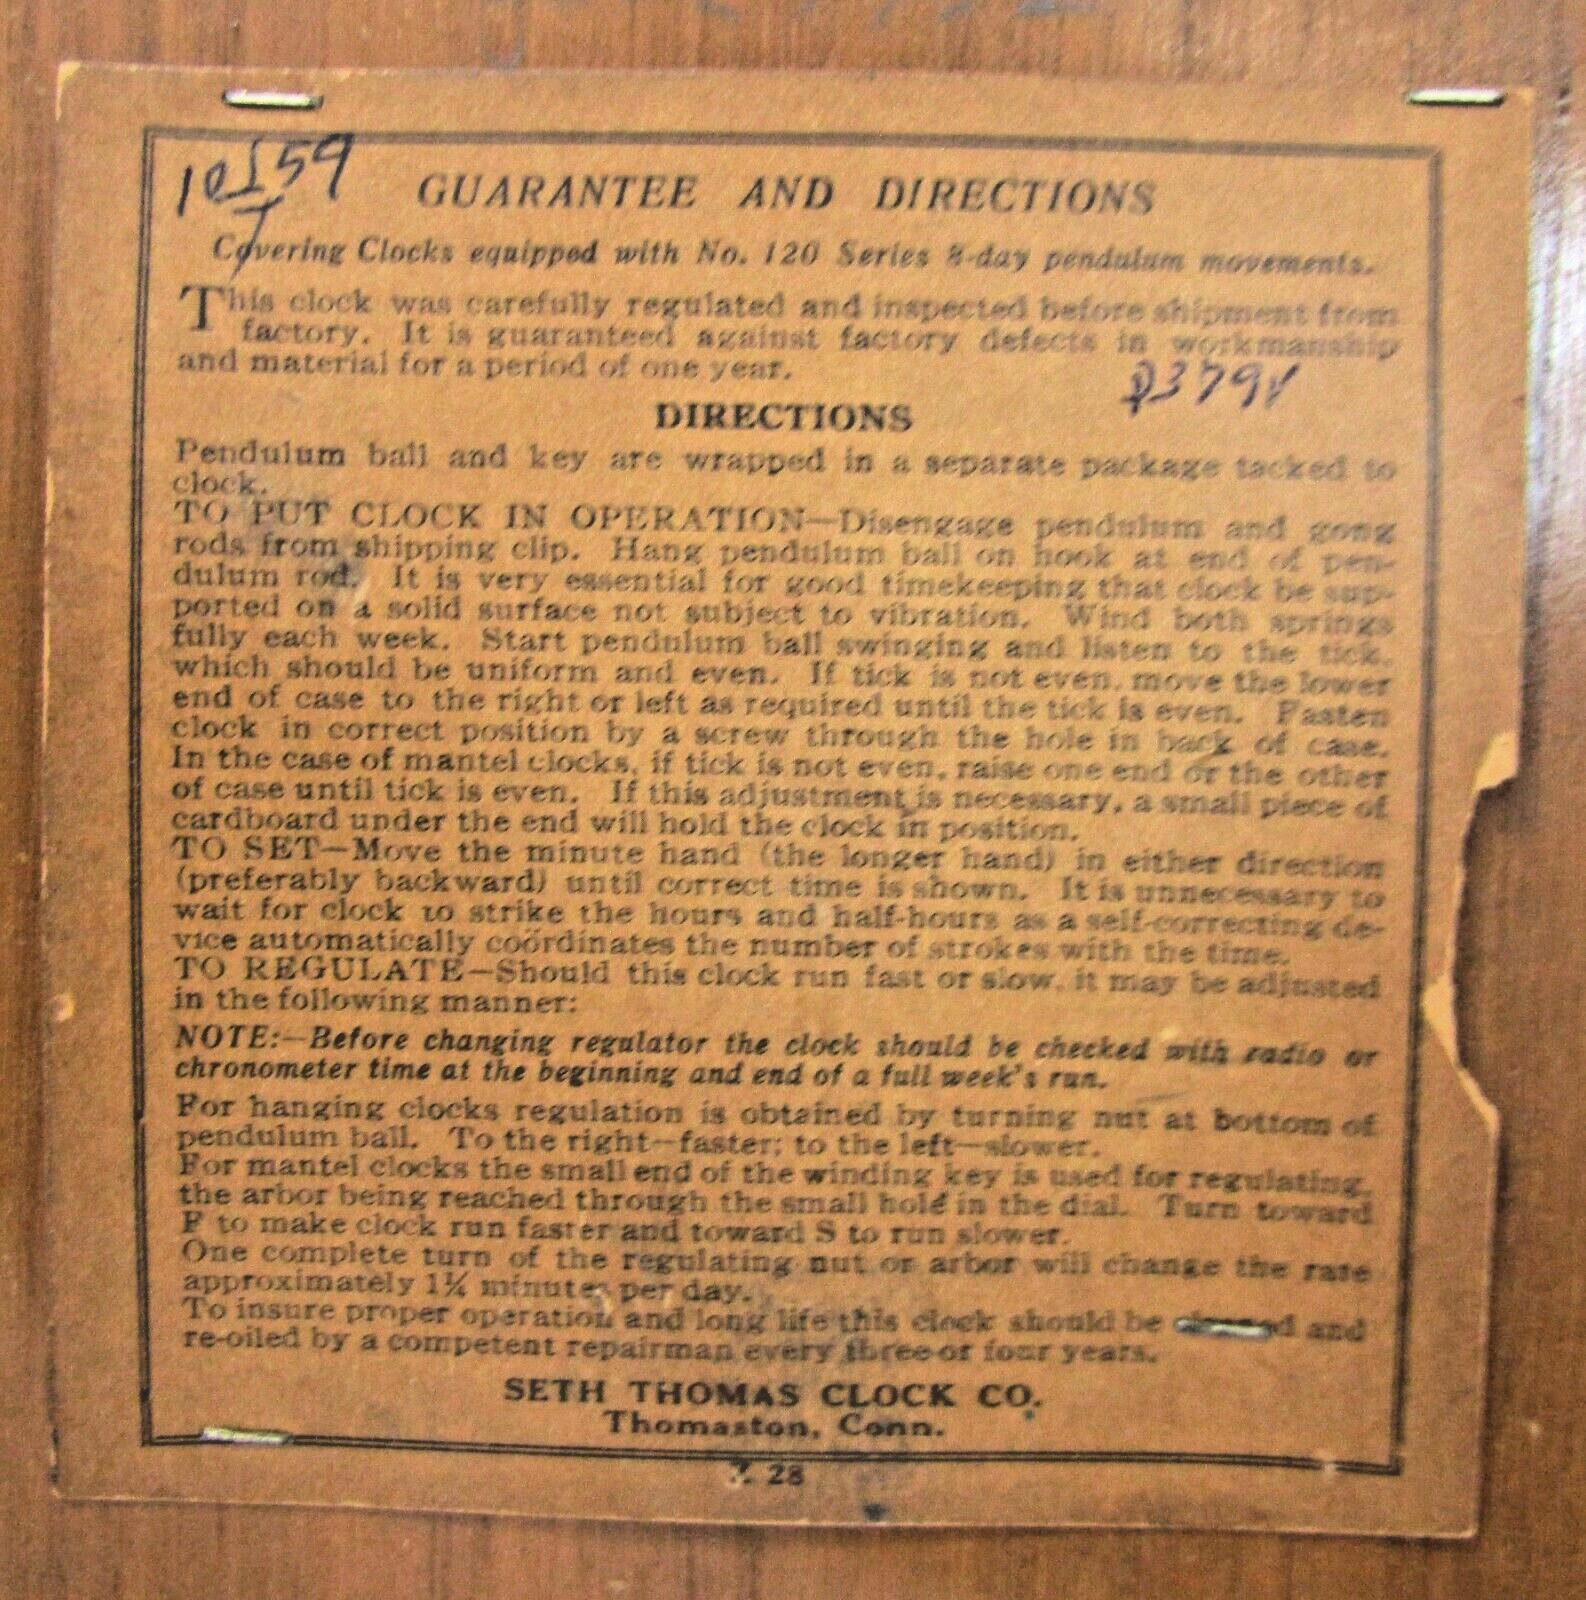 GUARANTEE AND DIRECTIONS
Covering Clocks equipped with No. 120 Series 8-day pendulum movements.
This clock was carefully regulated and inspected before shipment from
factory. It is guaranteed against factory defects in workmanship
and material for a period of one year.
DIRECTIONS
Pendulum ball and key are wrapped in a separate package tacked to
clock.
TO PUT CLOCK IN OPERATION—Disengage pendulum and gong
rods from shipping clip. Hang pendulum ball on hook at end of pen-
dulum rod. It is very essential for good timekeeping that clock be sup-
ported on a solid surface not subject to vibration. Wind both springs
fully each week. Start pendulum ball swinging and listen to the tick,
which should be uniform and even. If tick is not even, move the lower
end of case to the right or left as required until the tick is even. Fasten
clock in correct position by a screw through the hole in back of case.
In the case of mantel clocks, if tick is not even, raise one end or the other
of case until tick is even. If this adjustment is necessary, a small piece of
cardboard under the end will hold the clock in position.
TO SET—Move the minute hand (the longer hand) in either direction
(preferably backward) until correct time is shown. It is unnecessary to
wait for clock to strike the hours and half-hours as a self-correcting de-
vice automatically coördinates the number of strokes with the time.
TO REGULATE—Should this clock run fast or slow, it may be adjusted
in the following manner:
NOTE:—Before changing regulator the clock should be checked with radio or
chronometer time at the beginning and end of a full week's run.
For hanging clocks regulation is obtained by turning nut at bottom of
pendulum ball. To the right—faster; to the left—slower.
For mantel clocks the small end of the winding key is used for regulating,
the arbor being reached through the small hole in the dial. Turn toward
F to make clock run faster and toward S to run slower.
One complete turn of the regulating nut or arbor will change the rate
approximately 1¼ minutes per day.
To insure proper operation and long life this clock should be and
re-oiled by a competent repairman every three or four years.
SETH THOMAS CLOCK CO.
Thomaston, Conn.
28